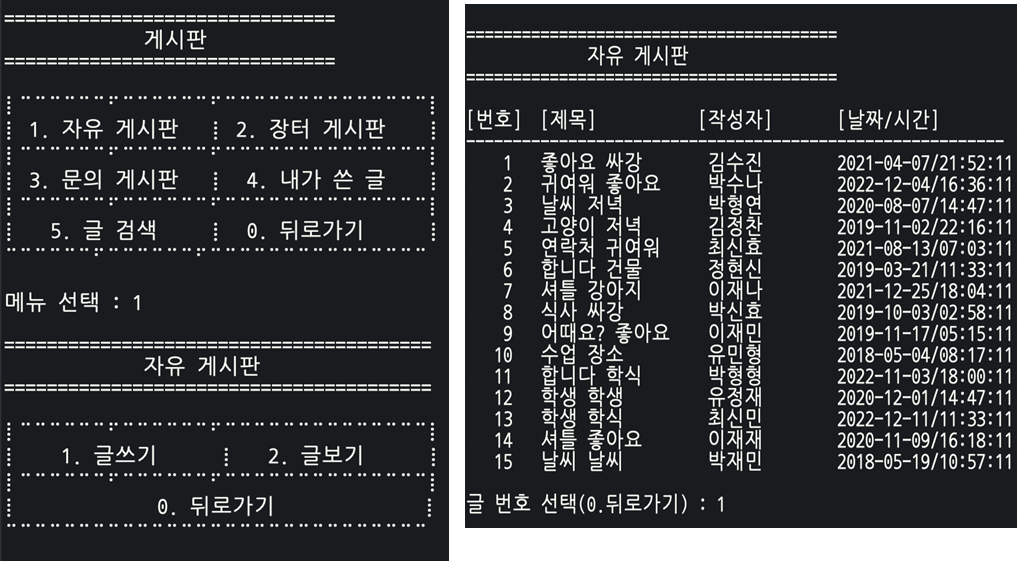 게시판
1. 자유 게시판 2. 장터 게시판
3. 문의 게시판 4. 내가 쓴 글
5. 글 검색 0. 뒤로가기
메뉴 선택 : 1
자유 게시판
1. 글쓰기 2. 글보기
0. 뒤로가기
자유 게시판
[번호] [제목] [작성자] [날짜/시간]
1 좋아요 싸강 김수진 2021-04-07/21:52:11
2 귀여워 좋아요 박수나 2022-12-04/16:36:11
3 날씨 저녁 박형연 2020-08-07/14:47:11
4 고양이 저녁 김정찬 2019-11-02/22:16:11
5 연락처 귀여워 최신효 2021-08-13/07:03:11
6 합니다 건물 정현신 2019-03-21/11:33:11
7 셔틀 강아지 이재나 2021-12-25/18:04:11
8 식사 싸강 박신효 2019-10-03/02:58:11
9 어때요? 좋아요 이재민 2019-11-17/05:15:11
10 수업 장소 유민형 2018-05-04/08:17:11
11 합니다 학식 박형형 2022-11-03/18:00:11
12 학생 학생 유정재 2020-12-01/14:47:11
13 학생 학식 최신민 2022-12-11/11:33:11
14 셔틀 좋아요 이재재 2020-11-09/16:18:11
15 날씨 날씨 박재민 2018-05-19/10:57:11
글 번호 선택(0.뒤로가기) : 1